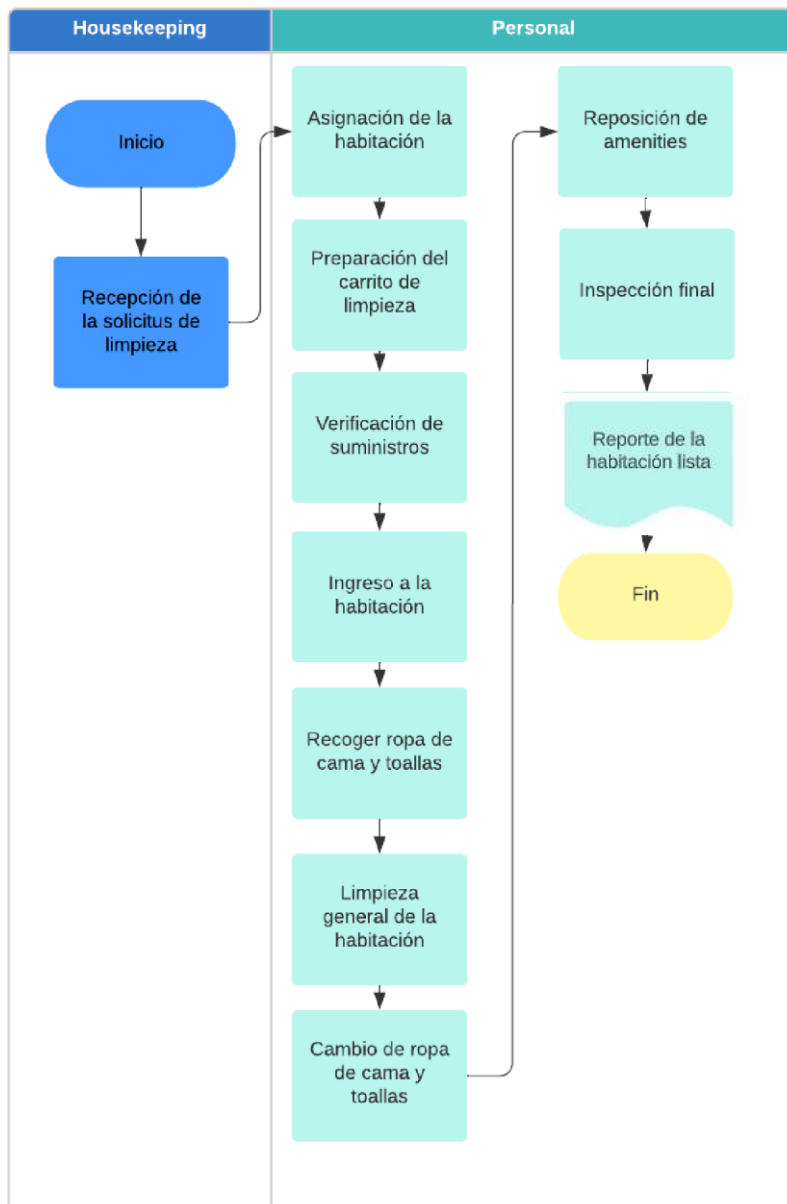 Housekeeping
Personal
Inicio
Recepción de
la solicitus de
limpieza
Asignación de la
habitación
Preparación del
carrito de
limpieza
Verificación de
suministros
Ingreso a la
habitación
Recoger ropa de
cama y toallas
Limpieza
general de la
habitación
Cambio de ropa
de cama y
toallas
Reposición de
amenities
Inspección final
Reporte de la
habitación lista
Fin